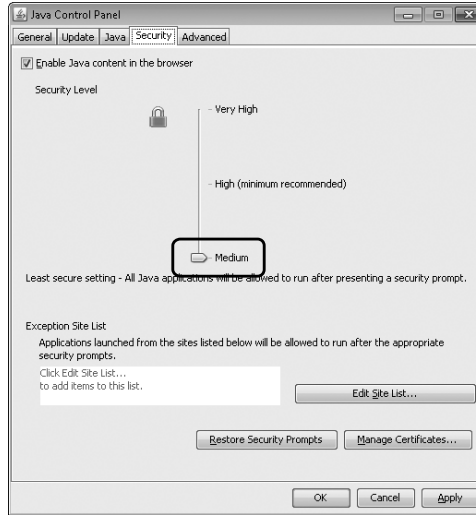 Java Control Panel
General Update Java Security Advanced
Enable Java content in the browser
Security Level
Very High
High (minimum recommended)
Medium
Least secure setting - All Java applications will be allowed to run after presenting a security prompt.
Exception Site List
Applications launched from the sites listed below will be allowed to run after the appropriate
security prompts.
Click Edit Site List...
to add items to this list.
Edit Site List...
Restore Security Prompts Manage Certificates...
OK Cancel Apply